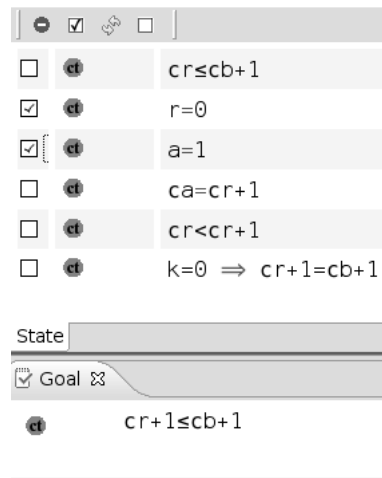 ct cr≤cb+1
ct r=0
ct a=1
ct ca=cr+1
ct cr<cr+1
ct k=0 ⇒ cr+1=cb+1
State
Goal
ct cr+1≤cb+1